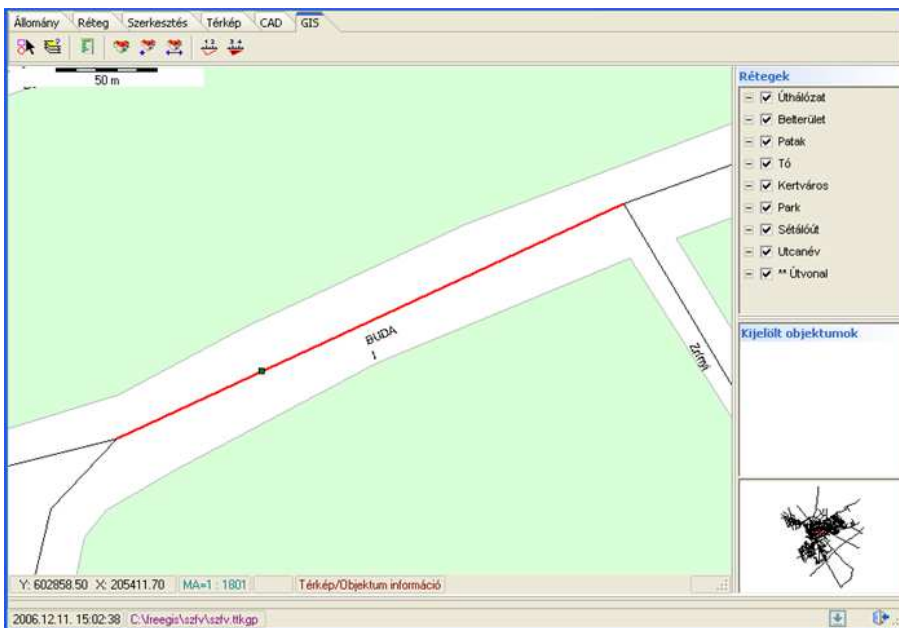 Állomány Réteg Szerkesztés Térkép CAD GIS
50 m
Rétegek
Úthálózat
Belterület
Patak
Tó
Kertváros
Park
Sétálóút
Utcanév
** Útvonal
BUDA
Zrínyi
Kijelölt objektumok
Y: 602858.50 X: 205411.70 MA=1 : 1801 Térkép/Objektum információ
2006.12.11. 15:02:38 C:\freegis\szfv\szfv.ttkgp